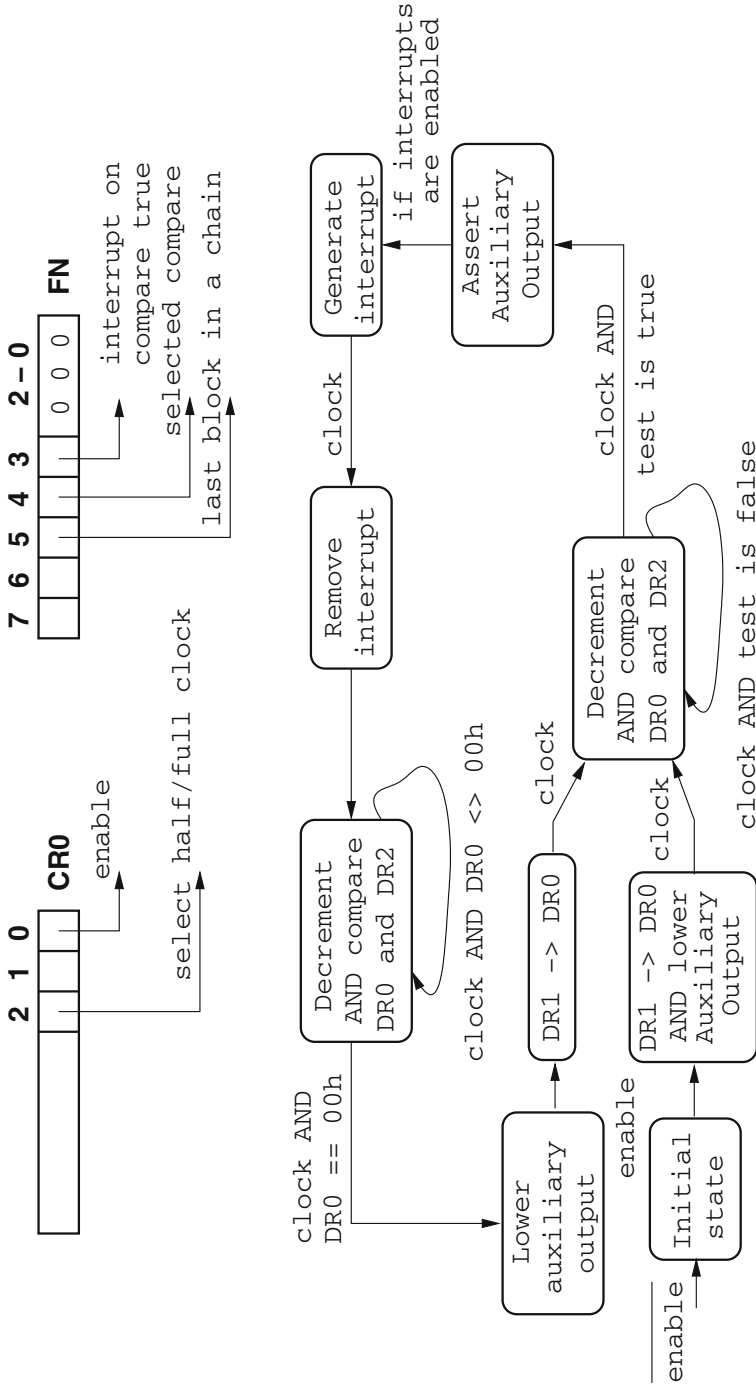 2 1 0
CR0
enable
select half/full clock
7 6 5 4 3 2-0
0 0 0
FN
interrupt on
compare true
selected compare
last block in a chain
clock AND
DR0 == 00h
Decrement
AND compare
DR0 and DR2
clock AND DR0 <> 00h
Remove
interrupt
clock
Generate
interrupt
if interrupts
are enabled
Lower
auxiliary
output
DR1 -> DR0
clock
Assert
Auxiliary
Output
clock AND
test is true
enable
Initial
state
enable
DR1 -> DR0
AND lower
Auxiliary
Output
clock
Decrement
AND compare
DR0 and DR2
clock AND test is false